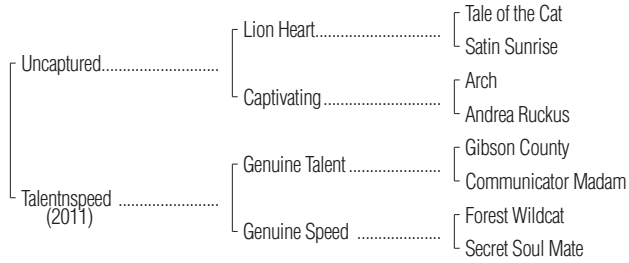 Tale of the Cat
Lion Heart
Satin Sunrise
Uncaptured
Arch
Captivating
Andrea Ruckus
Gibson County
Genuine Talent
Communicator Madam
Talentnspeed
(2011)
Forest Wildcat
Genuine Speed
Secret Soul Mate